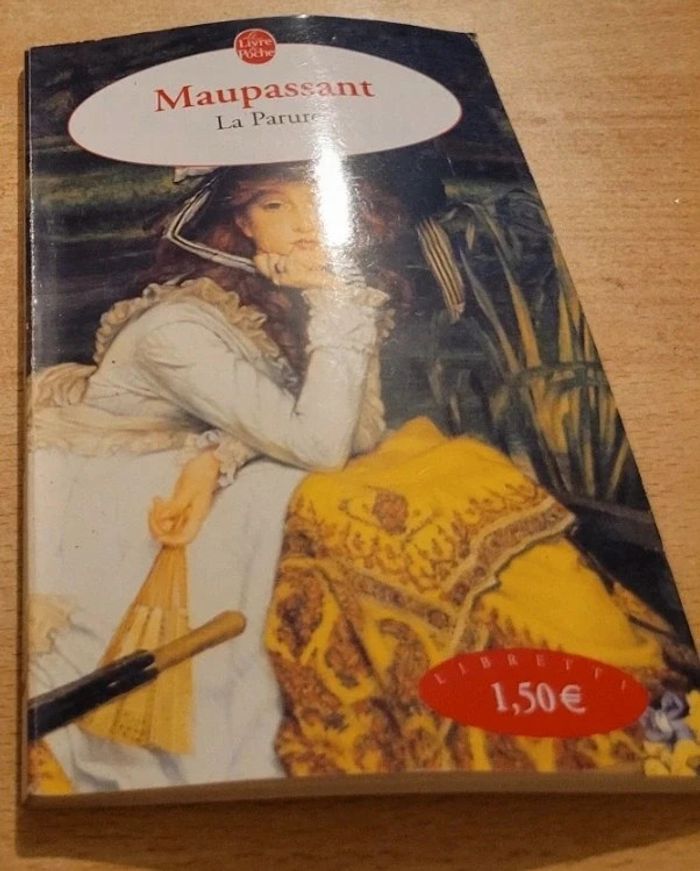 Le
Livre
de
Poche
Maupassant
La Parure
LIBRETTI
1,50€